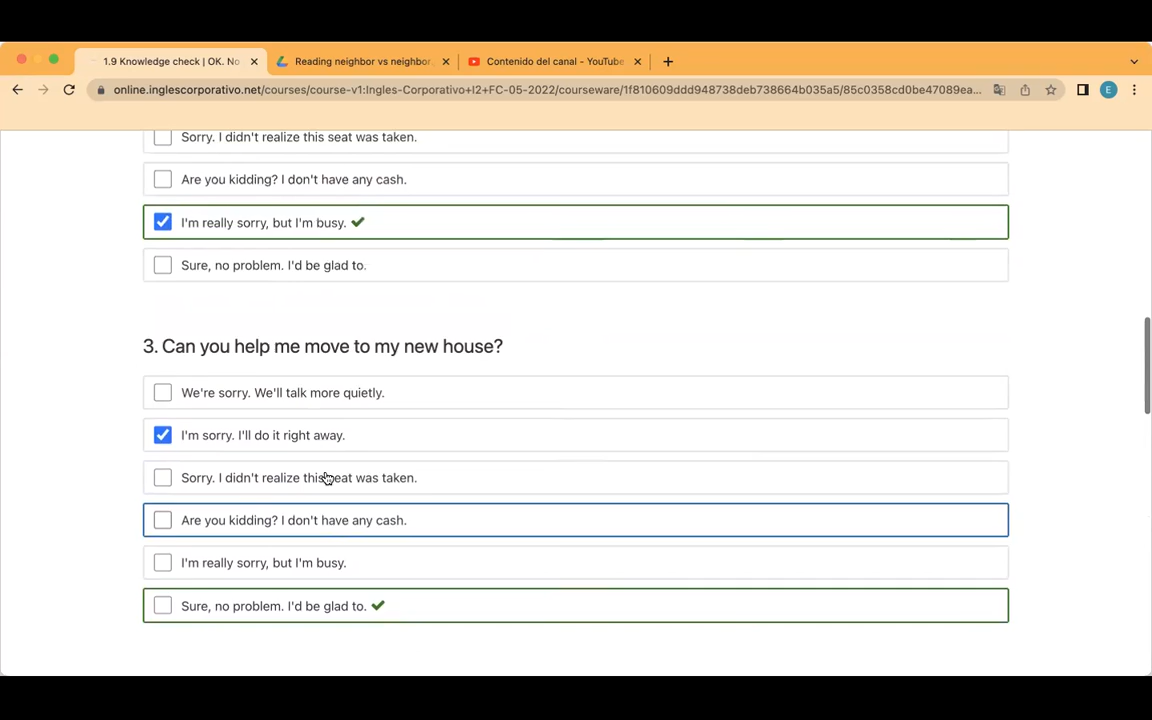 1.9 Knowledge check | OK. No
Reading neighbor vs neighbor,
Contenido del canal - YouTube
online.inglescorporativo.net/courses/course-v1:Ingles-Corporativo+I2+FC-05-2022/courseware/1f810609ddd948738deb738664b035a5/85c0358cd0be47089ea...
E
Sorry. I didn't realize this seat was taken.
Are you kidding? I don't have any cash.
I'm really sorry, but I'm busy.
Sure, no problem. I'd be glad to.
3. Can you help me move to my new house?
We're sorry. We'll talk more quietly.
I'm sorry. I'll do it right away.
Sorry. I didn't realize this seat was taken.
Are you kidding? I don't have any cash.
I'm really sorry, but I'm busy.
Sure, no problem. I'd be glad to.